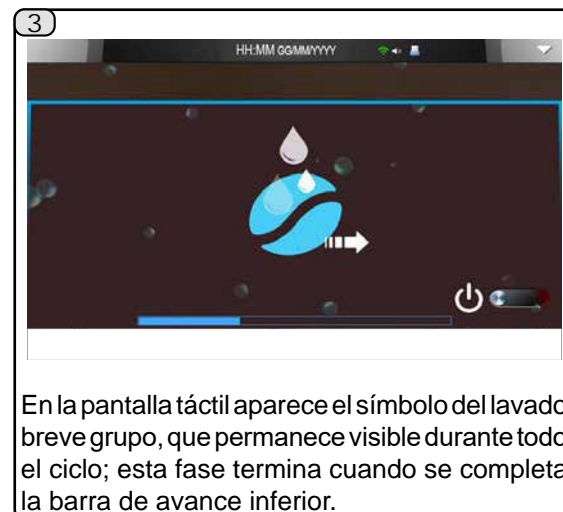 3
HH:MM GG/MM/YYYY
En la pantalla táctil aparece el símbolo del lavado
breve grupo, que permanece visible durante todo
el ciclo; esta fase termina cuando se completa
la barra de avance inferior.